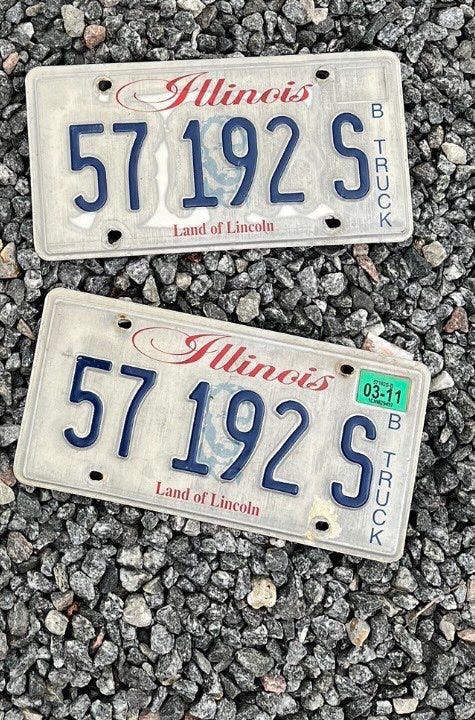 Illinois
57 192 S
B TRUCK
Land of Lincoln
Illinois
03-11
57 192 S
B TRUCK
Land of Lincoln